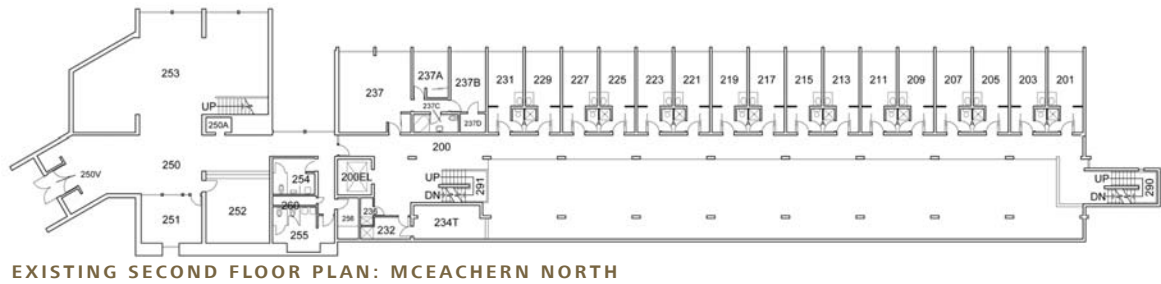 253
UP
250A
250
250V
251
252
254
260
255
256
200EL
235
232
234T
UP
DN
291
200
237
237A
237B
237C
237D
231
229
227
225
223
221
219
217
215
213
211
209
207
205
203
201
UP
DN
290
EXISTING SECOND FLOOR PLAN: MCEACHERN NORTH